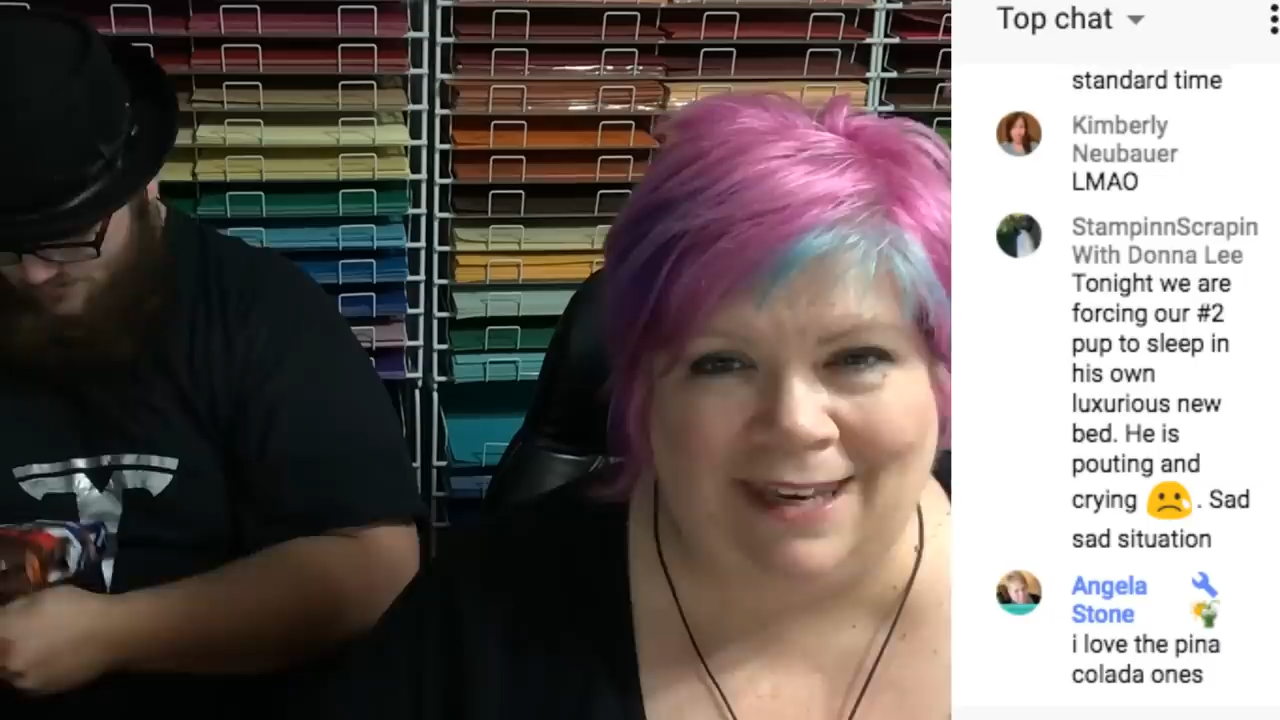 Top chat
standard time
Kimberly
Neubauer
LMAO
StampinnScrapin
With Donna Lee
Tonight we are
forcing our #2
pup to sleep in
his own
luxurious new
bed. He is
pouting and
crying 😢. Sad
sad situation
Angela
Stone
i love the pina
colada ones